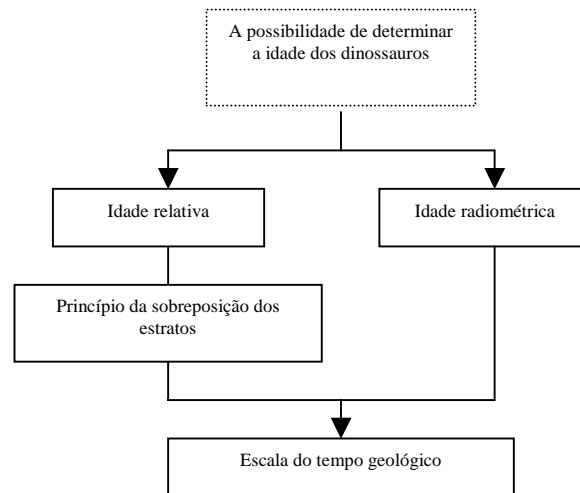 A possibilidade de determinar
a idade dos dinossauros
Idade relativa
Idade radiométrica
Princípio da sobreposição dos
estratos
Escala do tempo geológico